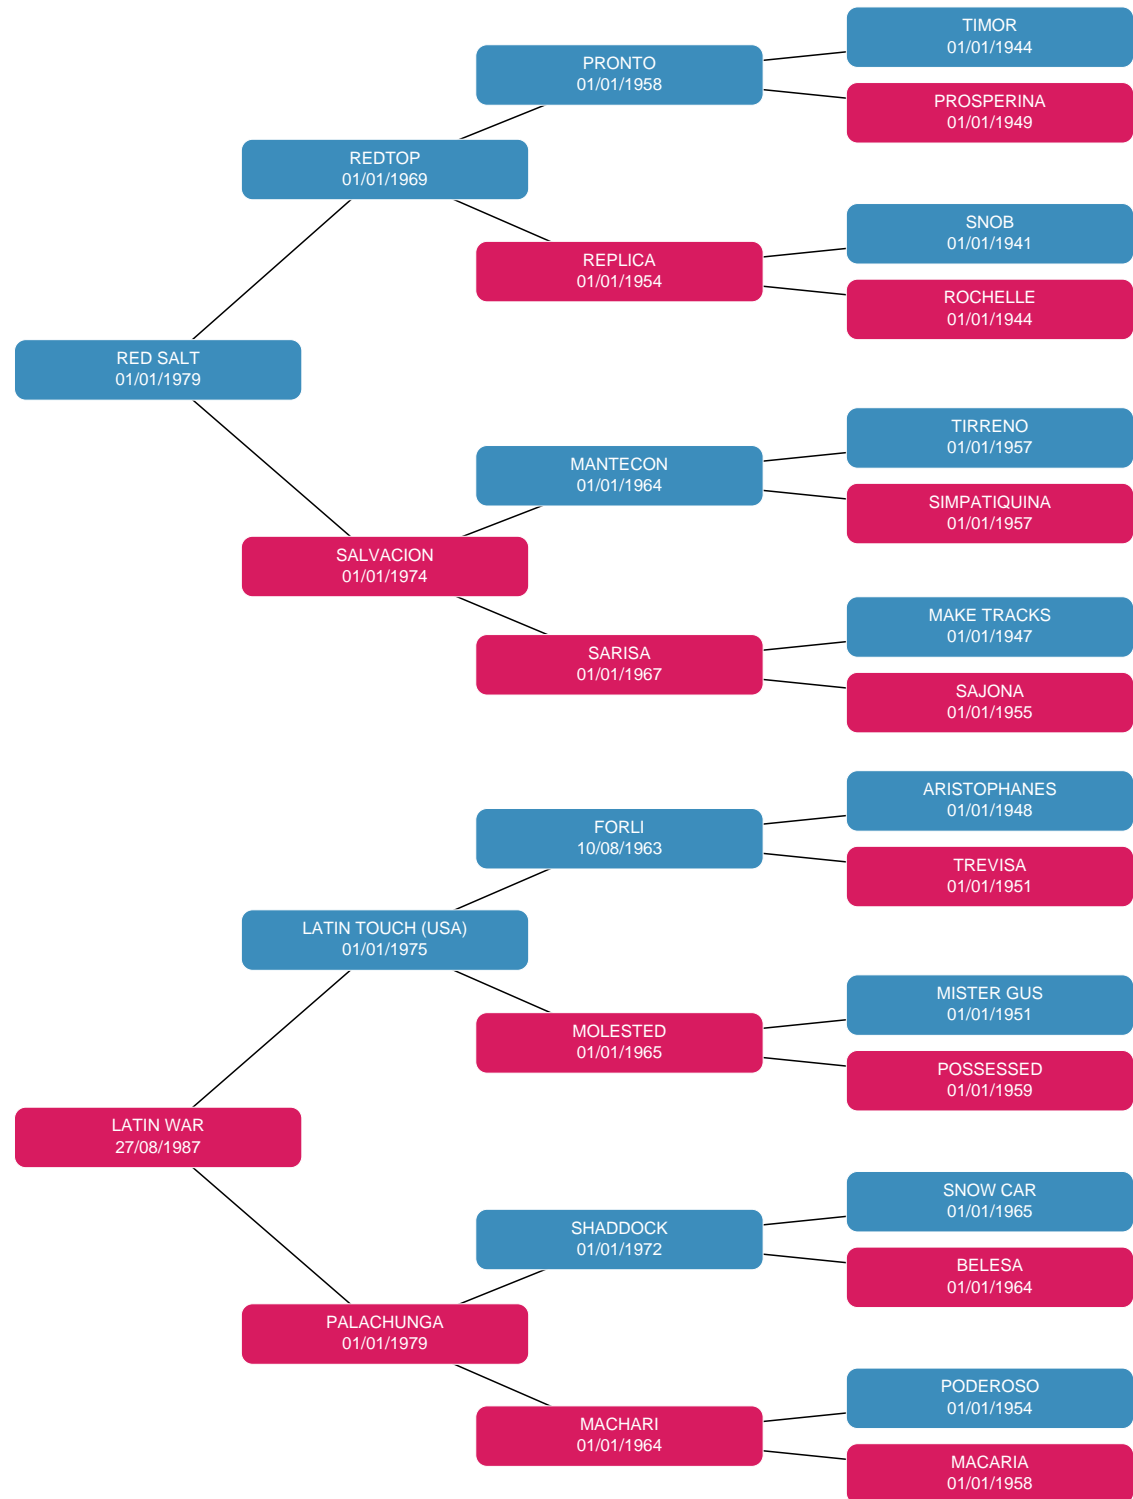 TIMOR
01/01/1944
PRONTO
01/01/1958
PROSPERINA
01/01/1949
REDTOP
01/01/1969
SNOB
01/01/1941
REPLICA
01/01/1954
ROCHELLE
01/01/1944
RED SALT
01/01/1979
TIRRENO
01/01/1957
MANTECON
01/01/1964
SIMPATIQUINA
01/01/1957
SALVACION
01/01/1974
MAKE TRACKS
01/01/1947
SARISA
01/01/1967
SAJONA
01/01/1955
ARISTOPHANES
01/01/1948
FORLI
10/08/1963
TREVISA
01/01/1951
LATIN TOUCH (USA)
01/01/1975
MISTER GUS
01/01/1951
MOLESTED
01/01/1965
POSSESSED
01/01/1959
LATIN WAR
27/08/1987
SNOW CAR
01/01/1965
SHADDOCK
01/01/1972
BELESA
01/01/1964
PALACHUNGA
01/01/1979
PODEROSO
01/01/1954
MACHARI
01/01/1964
MACARIA
01/01/1958